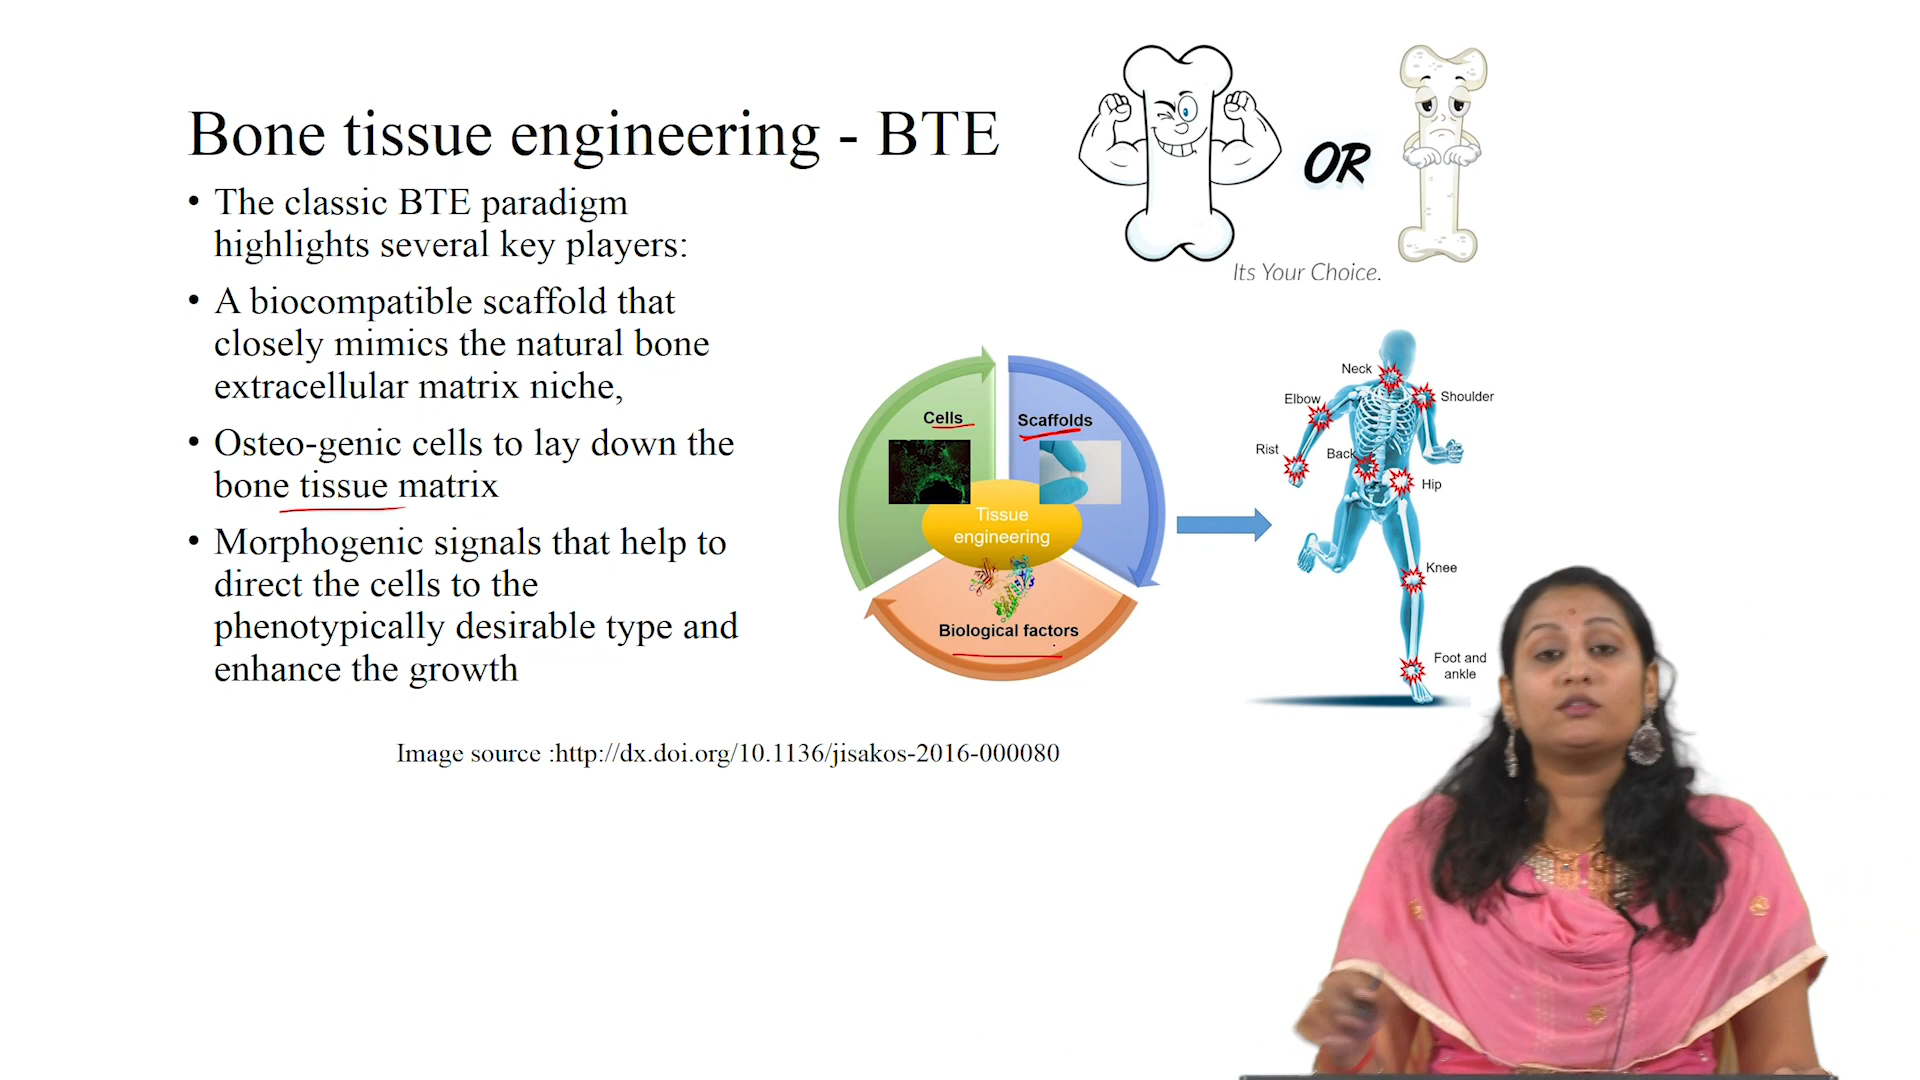 Bone tissue engineering - BTE
• The classic BTE paradigm
highlights several key players:
• A biocompatible scaffold that
closely mimics the natural bone
extracellular matrix niche,
• Osteo-genic cells to lay down the
bone tissue matrix
• Morphogenic signals that help to
direct the cells to the
phenotypically desirable type and
enhance the growth
OR
Its Your Choice.
Cells
Scaffolds
Tissue
engineering
Biological factors
Neck
Elbow
Shoulder
Rist
Back
Hip
Knee
Foot and
ankle
Image source :http://dx.doi.org/10.1136/jisakos-2016-000080